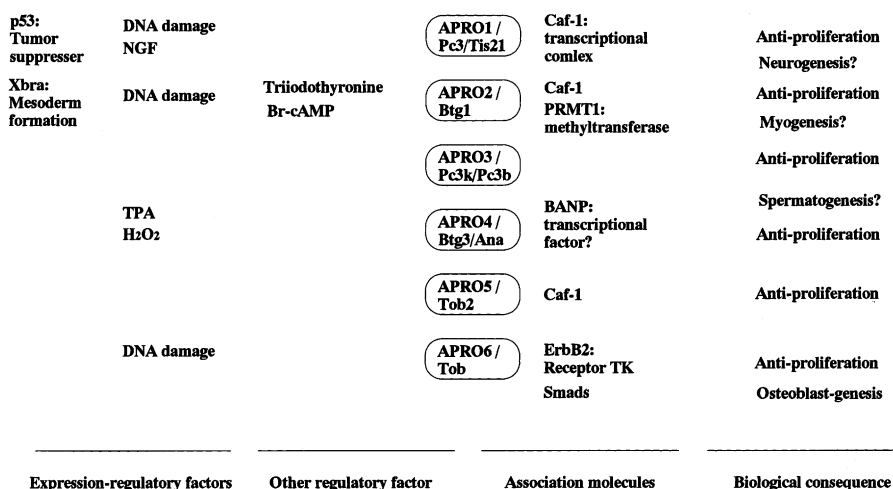 p53:
Tumor
suppresser
DNA damage
NGF
APRO1 /
Pc3/Tis21
Caf-1:
transcriptional
comlex
Anti-proliferation
Neurogenesis?
Xbra:
Mesoderm
formation
DNA damage
Triiodothyronine
Br-cAMP
APRO2 /
Btg1
Caf-1
PRMT1:
methyltransferase
Anti-proliferation
Myogenesis?
APRO3 /
Pc3k/Pc3b
Anti-proliferation
TPA
H2O2
APRO4 /
Btg3/Ana
BANP:
transcriptional
factor?
Spermatogenesis?
Anti-proliferation
APRO5 /
Tob2
Caf-1
Anti-proliferation
DNA damage
APRO6 /
Tob
ErbB2:
Receptor TK
Smads
Anti-proliferation
Osteoblast-genesis
Expression-regulatory factors
Other regulatory factor
Association molecules
Biological consequence